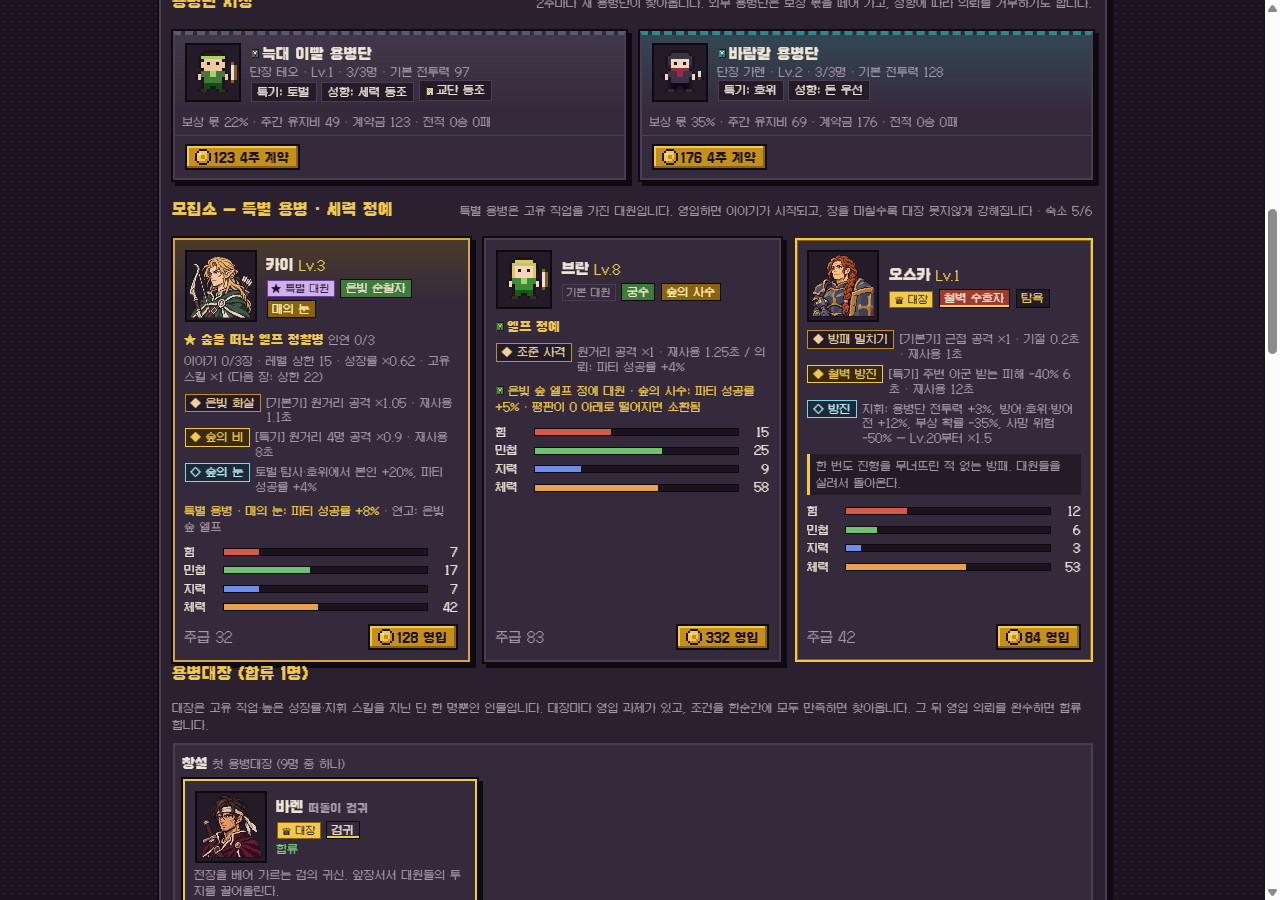 용병단 시장
2주마다 새 용병단이 찾아옵니다. 외부 용병단은 보상 몫을 떼어 가고, 성향에 따라 의뢰를 거부하기도 합니다.
늑대 이빨 용병단
단장 테오 · Lv.1 · 3/3명 · 기본 전투력 97
특기: 토벌 성향: 세력 동조 교단 동조
보상 몫 22% · 주간 유지비 49 · 계약금 123 · 전적 0승 0패
123 4주 계약
바람칼 용병단
단장 가렌 · Lv.2 · 3/3명 · 기본 전투력 128
특기: 호위 성향: 돈 우선
보상 몫 35% · 주간 유지비 69 · 계약금 176 · 전적 0승 0패
176 4주 계약
모집소 — 특별 용병 · 세력 정예
특별 용병은 고유 직업을 가진 대원입니다. 영입하면 이야기가 시작되고, 장을 마칠수록 대장 못지않게 강해집니다 · 숙소 5/6
카이 Lv.3
★ 특별 대원 은빛 순찰자
매의 눈
★ 숲을 떠난 엘프 정찰병 인연 0/3
이야기 0/3장 · 레벨 상한 15 · 성장률 ×0.62 · 고유
스킬 ×1 (다음 장: 상한 22)
◆ 은빛 화살 [기본기] 원거리 공격 ×1.05 · 재사용
1.1초
◆ 숲의 비 [특기] 원거리 4명 공격 ×0.9 · 재사용
8초
◇ 숲의 눈 토벌·탐사·호위에서 본인 +20%, 파티
성공률 +4%
특별 용병 · 매의 눈: 파티 성공률 +8% · 연고: 은빛
숲 엘프
힘 7
민첩 17
지력 7
체력 42
주급 32
128 영입
브란 Lv.8
기본 대원 궁수 숲의 사수
엘프 정예
◆ 조준 사격 원거리 공격 ×1 · 재사용 1.25초 / 의
뢰: 파티 성공률 +4%
은빛 숲 엘프 정예 대원 · 숲의 사수: 파티 성공률
+5% · 평판이 0 아래로 떨어지면 소환됨
힘 15
민첩 25
지력 9
체력 58
주급 83
332 영입
오스카 Lv.1
♛ 대장 철벽 수호자 탐욕
◆ 방패 밀치기 [기본기] 근접 공격 ×1 · 기절 0.2초
· 재사용 1초
◆ 철벽 방진 [특기] 주변 아군 받는 피해 -40% 6
초 · 재사용 12초
◇ 방진 지휘: 용병단 전투력 +3%, 방어·호위·방어
전 +12%, 부상 확률 -35%, 사망 위험
-50% — Lv.20부터 ×1.5
한 번도 진형을 무너뜨린 적 없는 방패. 대원들을
살려서 돌아온다.
힘 12
민첩 6
지력 3
체력 53
주급 42
84 영입
용병대장 (합류 1명)
대장은 고유 직업·높은 성장률·지휘 스킬을 지닌 단 한 명뿐인 인물입니다. 대장마다 영입 과제가 있고, 조건을 한순간에 모두 만족하면 찾아옵니다. 그 뒤 영입 의뢰를 완수하면 합류
합니다.
창설 첫 용병대장 (9명 중 하나)
바렌 떠돌이 검귀
♛ 대장 검귀
합류
전장을 베어 가르는 검의 귀신. 앞장서서 대원들의 투
지를 끌어올린다.